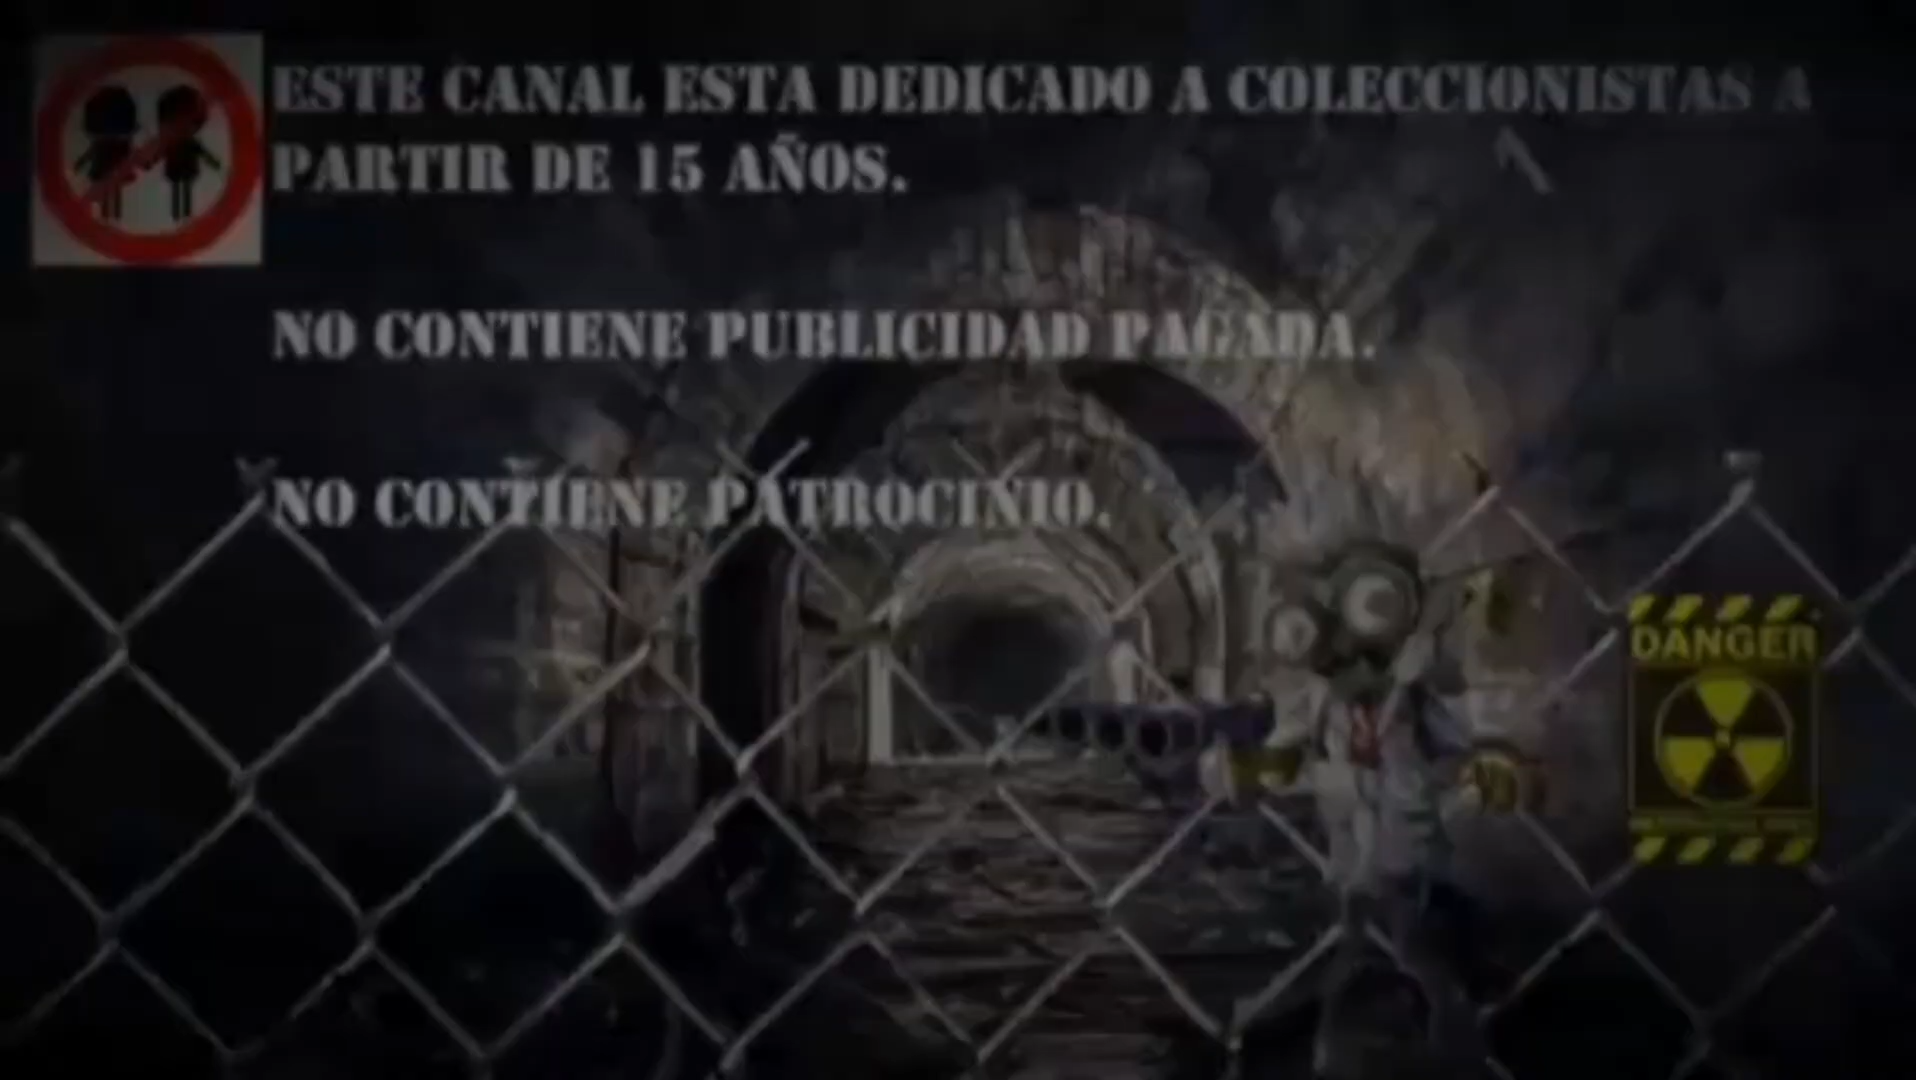 ESTE CANAL ESTA DEDICADO A COLECCIONISTAS A
PARTIR DE 15 AÑOS.
NO CONTIENE PUBLICIDAD PAGADA.
NO CONTIENE PATROCINIO.
DANGER